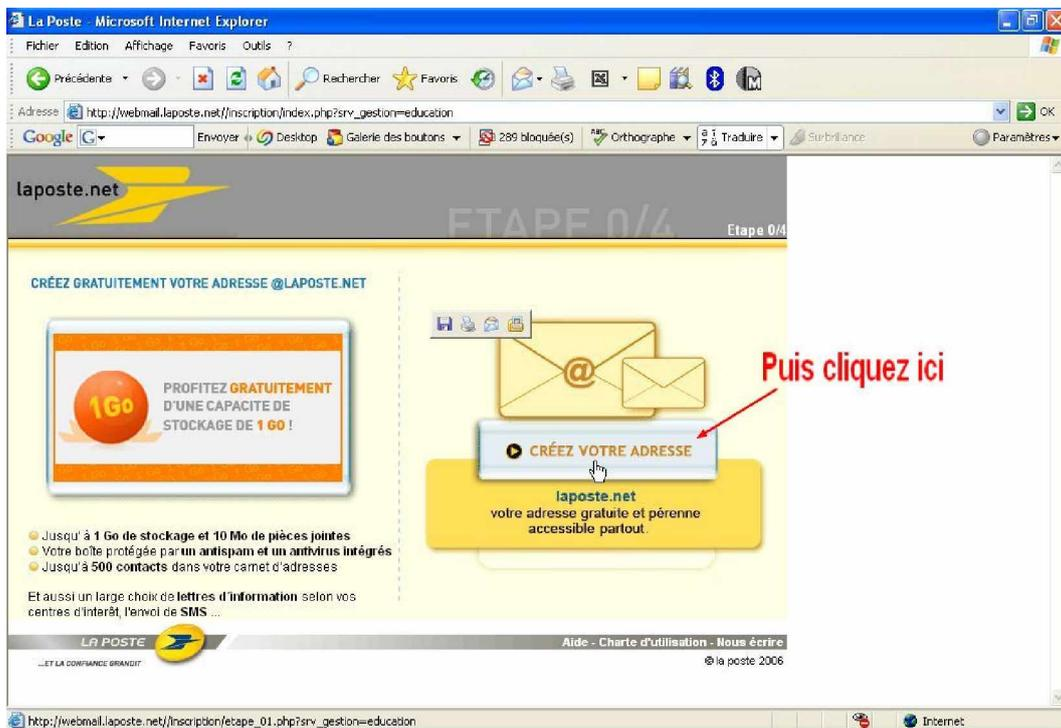 La Poste - Microsoft Internet Explorer
Fichier Edition Affichage Favoris Outils ?
Précédente Rechercher Favoris
Adresse http://webmail.laposte.net//inscription/index.php?srv_gestion=education OK
Google G Envoyer Desktop Galerie des boutons 289 bloquée(s) Orthographe Traduire Surbrillance Paramètres
laposte.net
ETAPE 0/4
Etape 0/4
CRÉEZ GRATUITEMENT VOTRE ADRESSE @LAPOSTE.NET
1Go
PROFITEZ GRATUITEMENT
D'UNE CAPACITE DE
STOCKAGE DE 1 GO !
Jusqu'à 1 Go de stockage et 10 Mo de pièces jointes
Votre boîte protégée par un antispam et un antivirus intégrés
Jusqu'à 500 contacts dans votre carnet d'adresses
Et aussi un large choix de lettres d'information selon vos
centres d'interêt, l'envoi de SMS ...
@
Puis cliquez ici
CRÉEZ VOTRE ADRESSE
laposte.net
votre adresse gratuite et pérenne
accessible partout.
LA POSTE
Aide - Charte d'utilisation - Nous écrire
...ET LA CONFIANCE GRANDIT
© la poste 2006
http://webmail.laposte.net//inscription/etape_01.php?srv_gestion=education
Internet